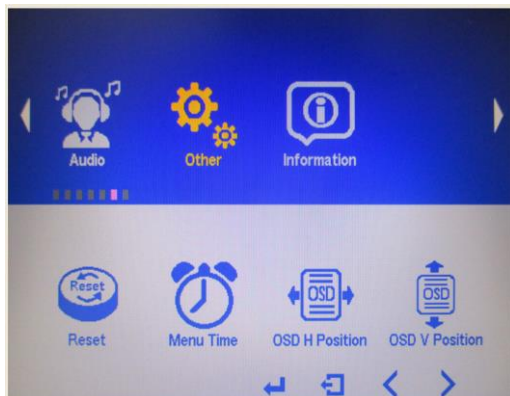 Audio
Other
Information
Reset
OSD
OSD
Reset
Menu Time
OSD H Position
OSD V Position